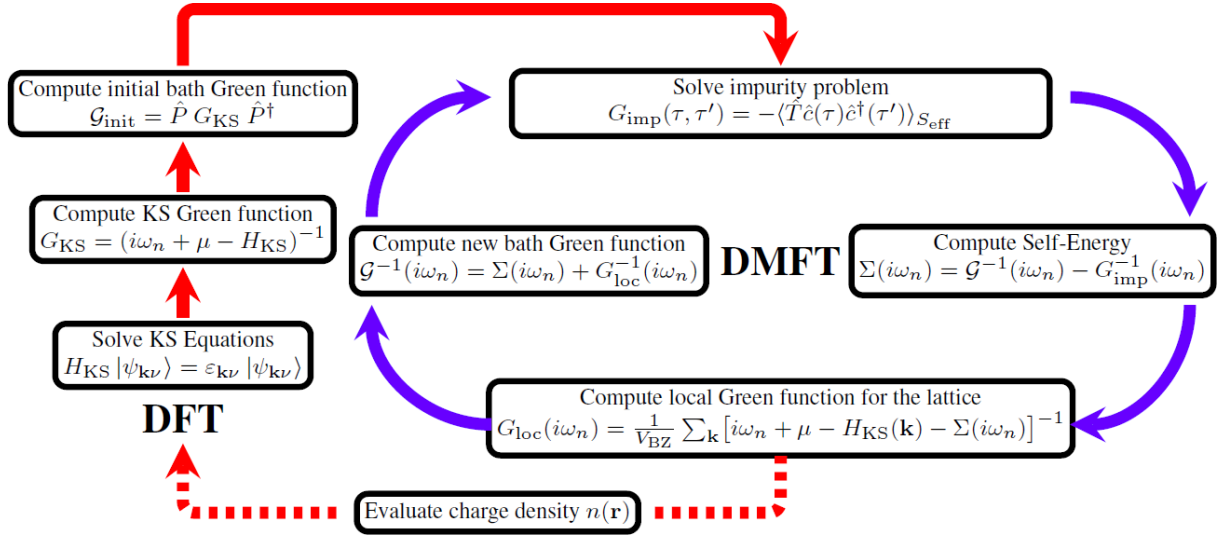 Compute initial bath Green function
𝒢_init = P̂ G_KS P̂†
Solve impurity problem
G_imp(τ, τ′) = −⟨T̂ĉ(τ)ĉ†(τ′)⟩_S_eff
Compute KS Green function
G_KS = (iω_n + μ − H_KS)^−1
Compute new bath Green function
𝒢^−1(iω_n) = Σ(iω_n) + G_loc^−1(iω_n)
DMFT
Compute Self-Energy
Σ(iω_n) = 𝒢^−1(iω_n) − G_imp^−1(iω_n)
Solve KS Equations
H_KS |ψ_kν⟩ = ε_kν |ψ_kν⟩
DFT
Compute local Green function for the lattice
G_loc(iω_n) = 1/V_BZ ∑_k [iω_n + μ − H_KS(k) − Σ(iω_n)]^−1
Evaluate charge density n(r)